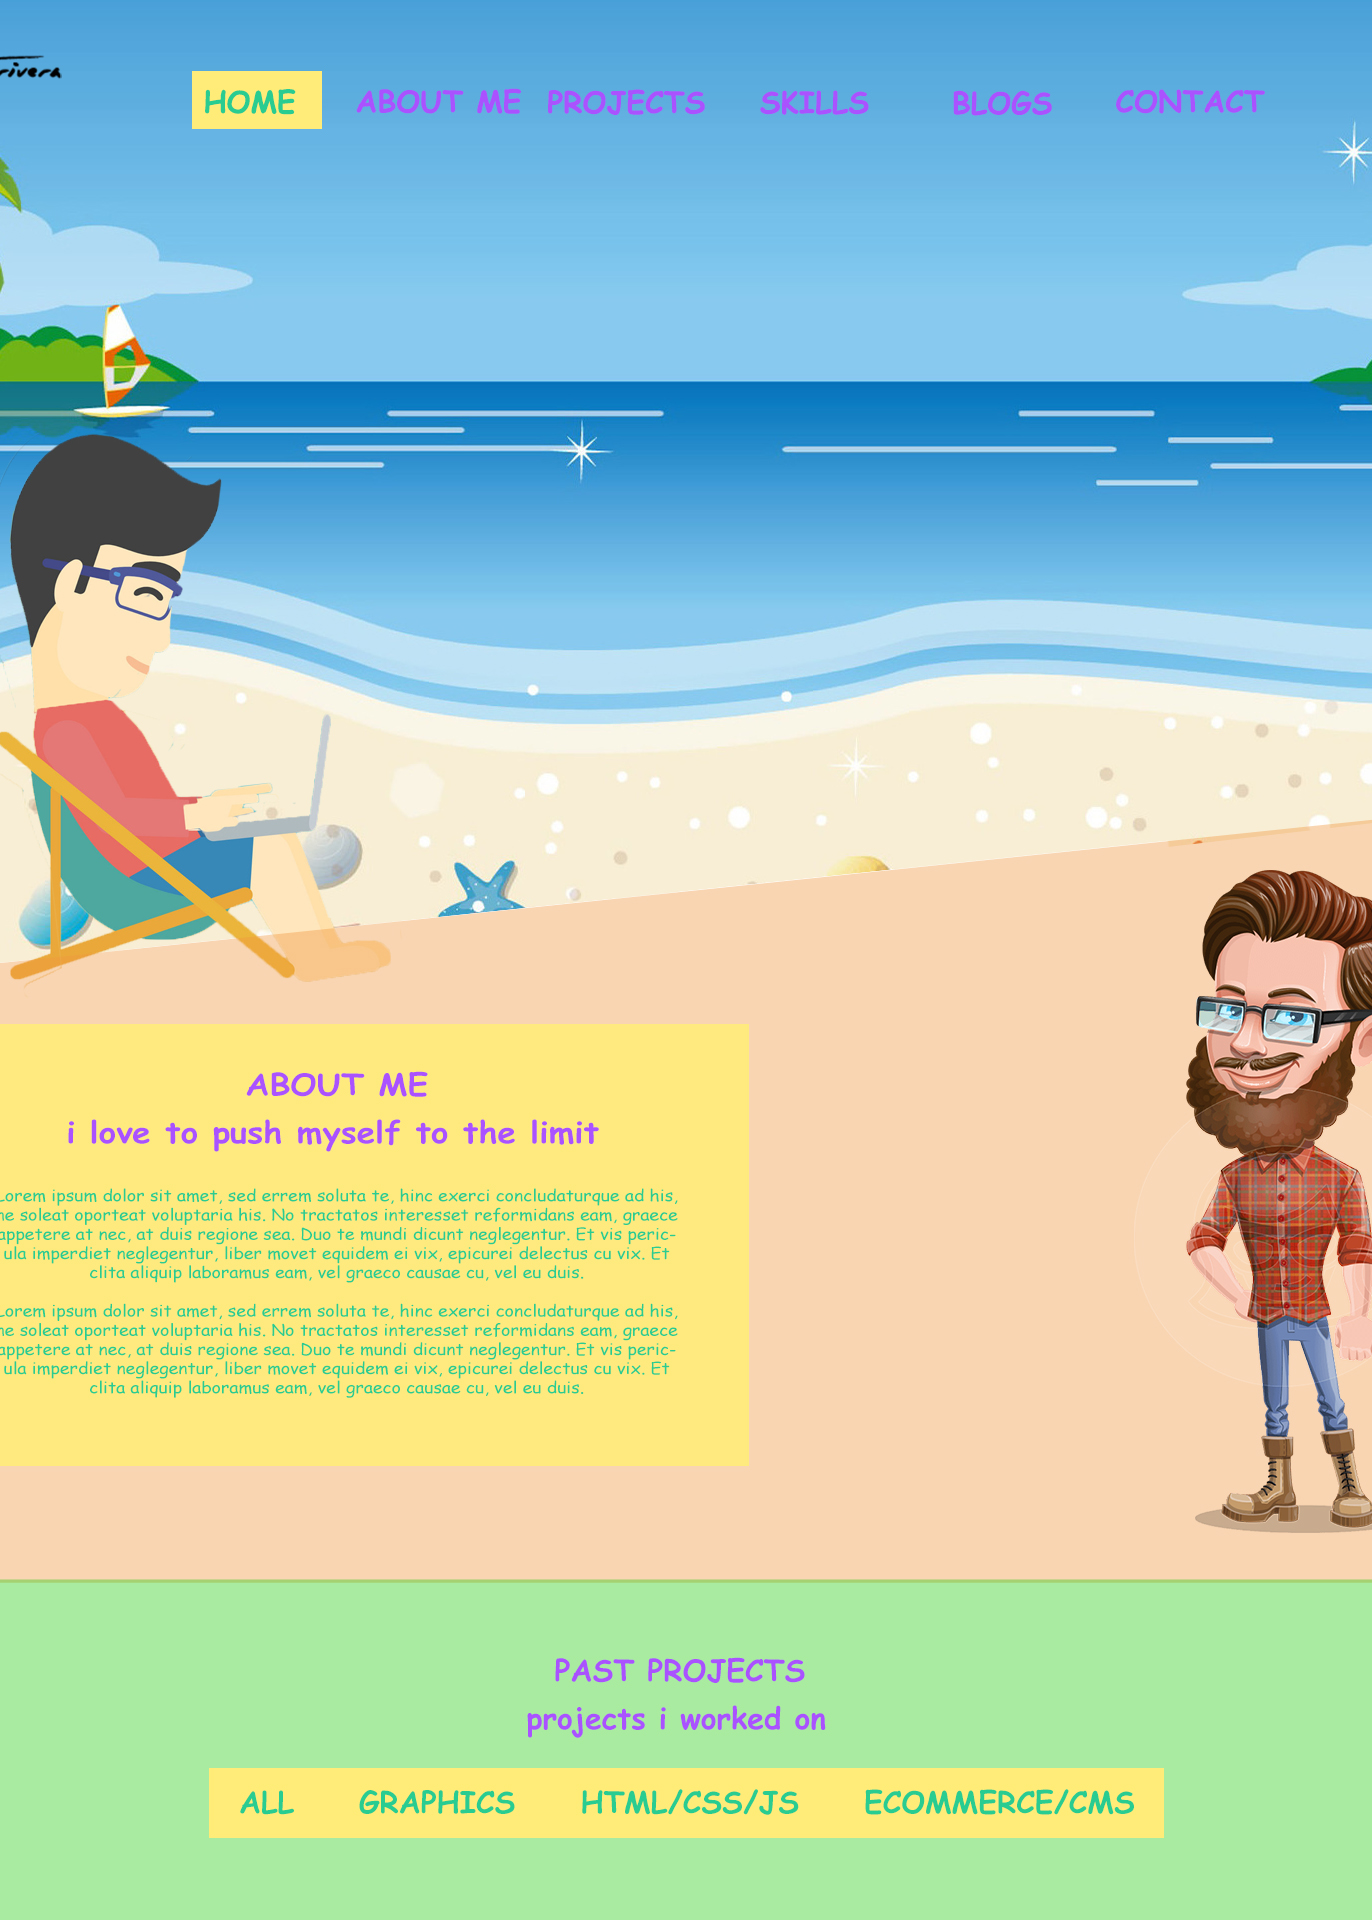 rivera
HOME ABOUT ME PROJECTS SKILLS BLOGS CONTACT
ABOUT ME
i love to push myself to the limit
Lorem ipsum dolor sit amet, sed errem soluta te, hinc exerci concludaturque ad his,
ne soleat oporteat voluptaria his. No tractatos interesset reformidans eam, graece
appetere at nec, at duis regione sea. Duo te mundi dicunt neglegentur. Et vis peric-
ula imperdiet neglegentur, liber movet equidem ei vix, epicurei delectus cu vix. Et
clita aliquip laboramus eam, vel graeco causae cu, vel eu duis.
Lorem ipsum dolor sit amet, sed errem soluta te, hinc exerci concludaturque ad his,
ne soleat oporteat voluptaria his. No tractatos interesset reformidans eam, graece
appetere at nec, at duis regione sea. Duo te mundi dicunt neglegentur. Et vis peric-
ula imperdiet neglegentur, liber movet equidem ei vix, epicurei delectus cu vix. Et
clita aliquip laboramus eam, vel graeco causae cu, vel eu duis.
PAST PROJECTS
projects i worked on
ALL GRAPHICS HTML/CSS/JS ECOMMERCE/CMS